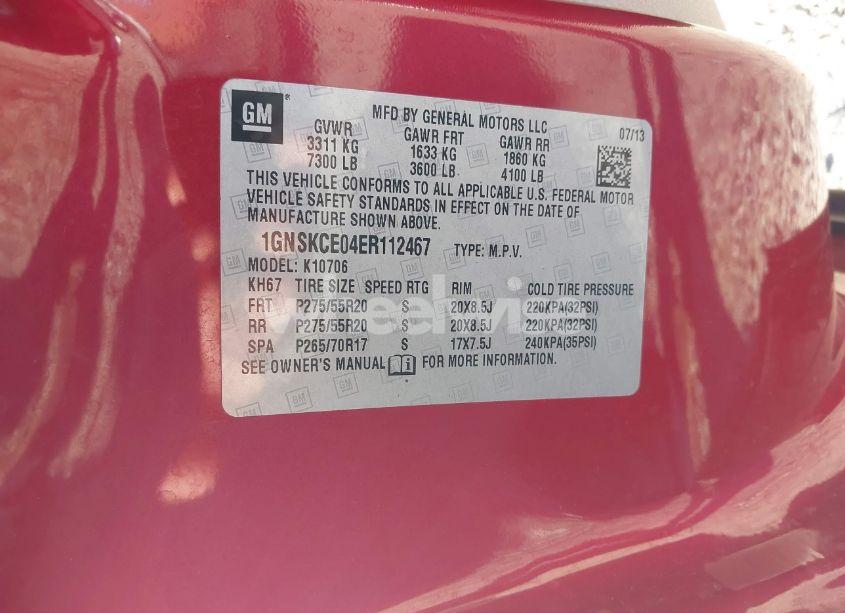 GM
MFD BY GENERAL MOTORS LLC
07/13
GVWR GAWR FRT GAWR RR
3311 KG 1633 KG 1860 KG
7300 LB 3600 LB 4100 LB
THIS VEHICLE CONFORMS TO ALL APPLICABLE U.S. FEDERAL MOTOR
VEHICLE SAFETY STANDARDS IN EFFECT ON THE DATE OF
MANUFACTURE SHOWN ABOVE.
1GNSKCE04ER112467 TYPE: M.P.V.
MODEL: K10706
KH67 TIRE SIZE SPEED RTG RIM COLD TIRE PRESSURE
FRT P275/55R20 S 20X8.5J 220KPA(32PSI)
RR P275/55R20 S 20X8.5J 220KPA(32PSI)
SPA P265/70R17 S 17X7.5J 240KPA(35PSI)
SEE OWNER'S MANUAL FOR MORE INFORMATION.